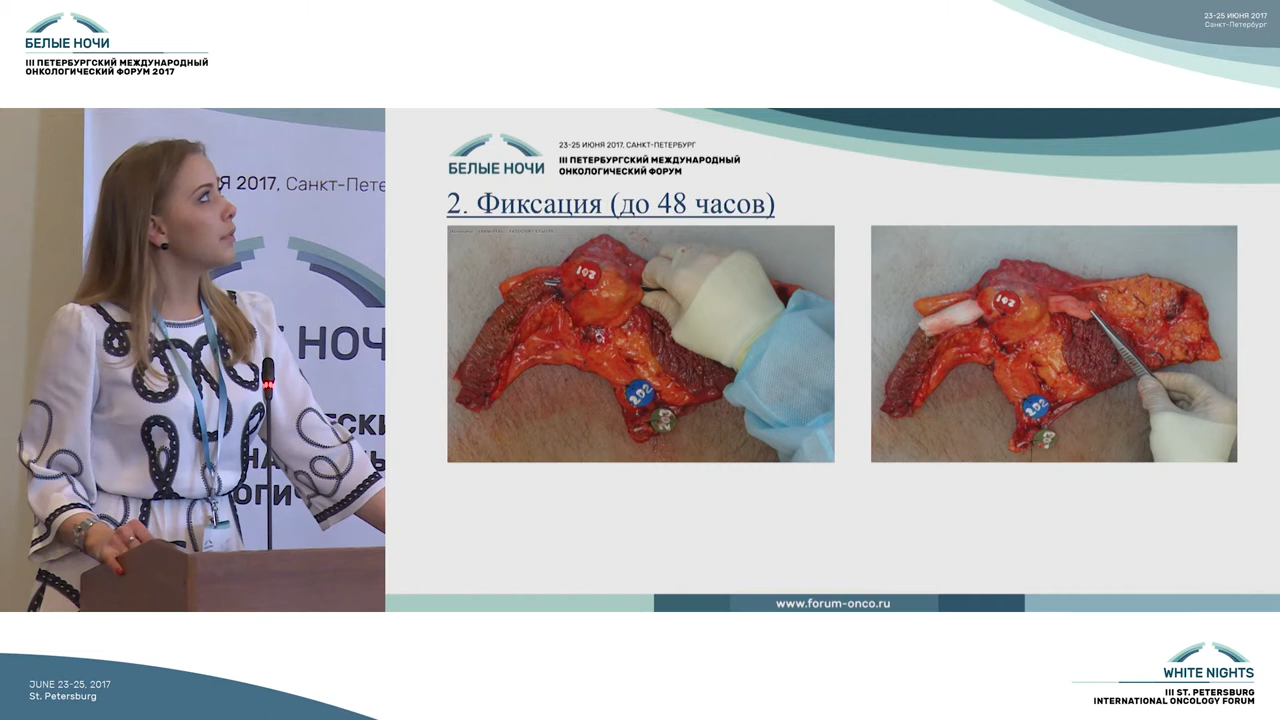 БЕЛЫЕ НОЧИ
III ПЕТЕРБУРГСКИЙ МЕЖДУНАРОДНЫЙ
ОНКОЛОГИЧЕСКИЙ ФОРУМ 2017
23-25 ИЮНЯ 2017
Санкт-Петербург
Я 2017, Санкт-Пете
НОЧ
ЕСКИ
НА
ОГИЧ
БЕЛЫЕ НОЧИ
23-25 ИЮНЯ 2017, САНКТ-ПЕТЕРБУРГ
III ПЕТЕРБУРГСКИЙ МЕЖДУНАРОДНЫЙ
ОНКОЛОГИЧЕСКИЙ ФОРУМ
2. Фиксация (до 48 часов)
201
202
201
202
www.forum-onco.ru
JUNE 23-25, 2017
St. Petersburg
WHITE NIGHTS
III ST. PETERSBURG
INTERNATIONAL ONCOLOGY FORUM